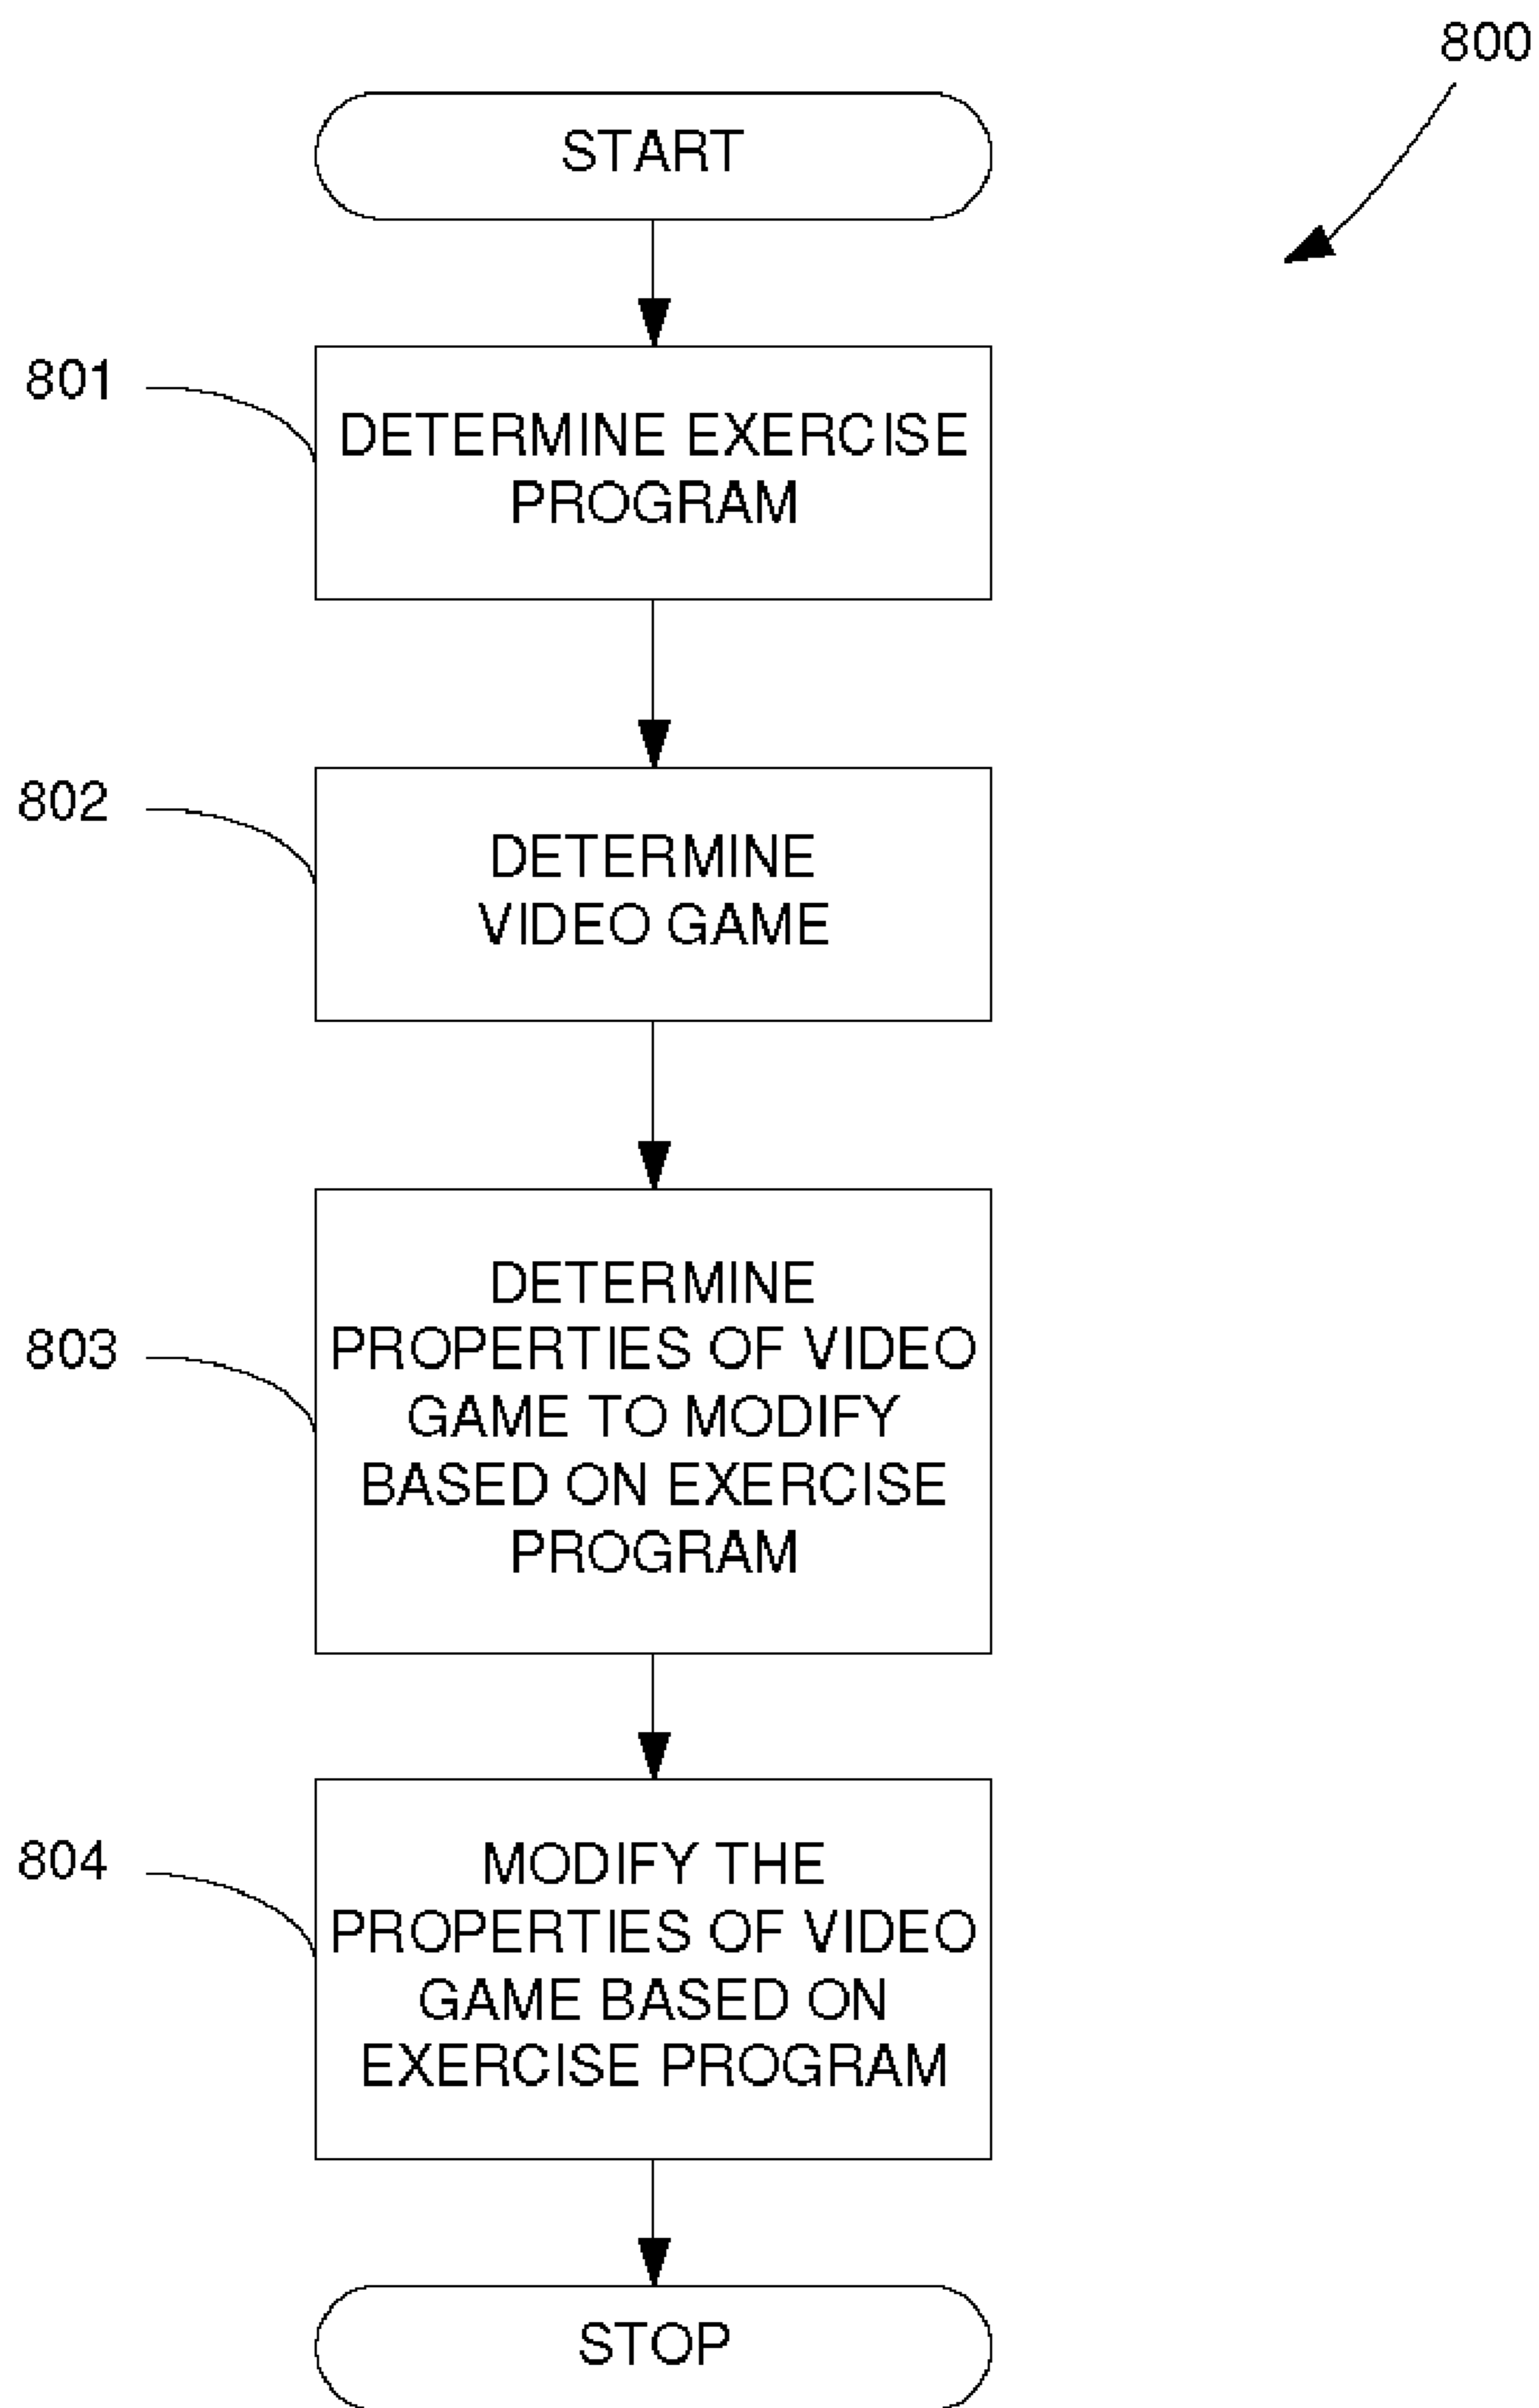 800
START
801
DETERMINE EXERCISE
PROGRAM
802
DETERMINE
VIDEO GAME
803
DETERMINE
PROPERTIES OF VIDEO
GAME TO MODIFY
BASED ON EXERCISE
PROGRAM
804
MODIFY THE
PROPERTIES OF VIDEO
GAME BASED ON
EXERCISE PROGRAM
STOP